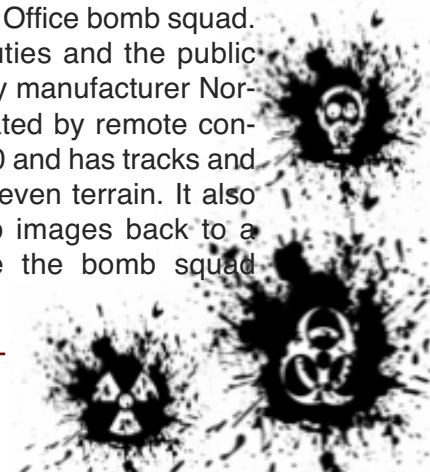 Office bomb squad.
uties and the public
y manufacturer Nor-
ated by remote con-
0 and has tracks and
even terrain. It also
o images back to a
e the bomb squad